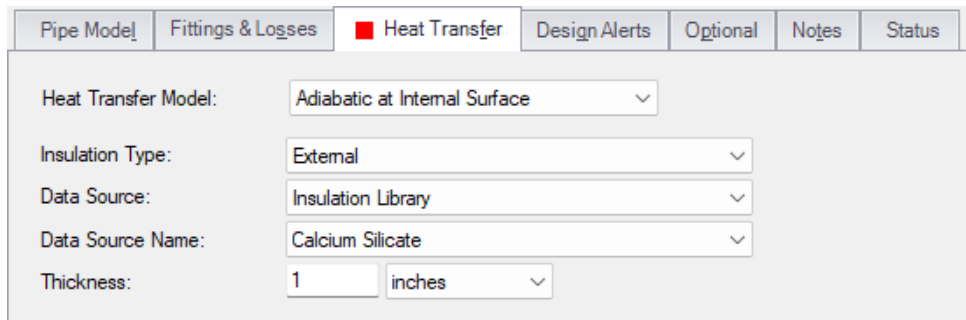 Pipe Model Fittings & Losses Heat Transfer Design Alerts Optional Notes Status
Heat Transfer Model: Adiabatic at Internal Surface
Insulation Type: External
Data Source: Insulation Library
Data Source Name: Calcium Silicate
Thickness: 1 inches